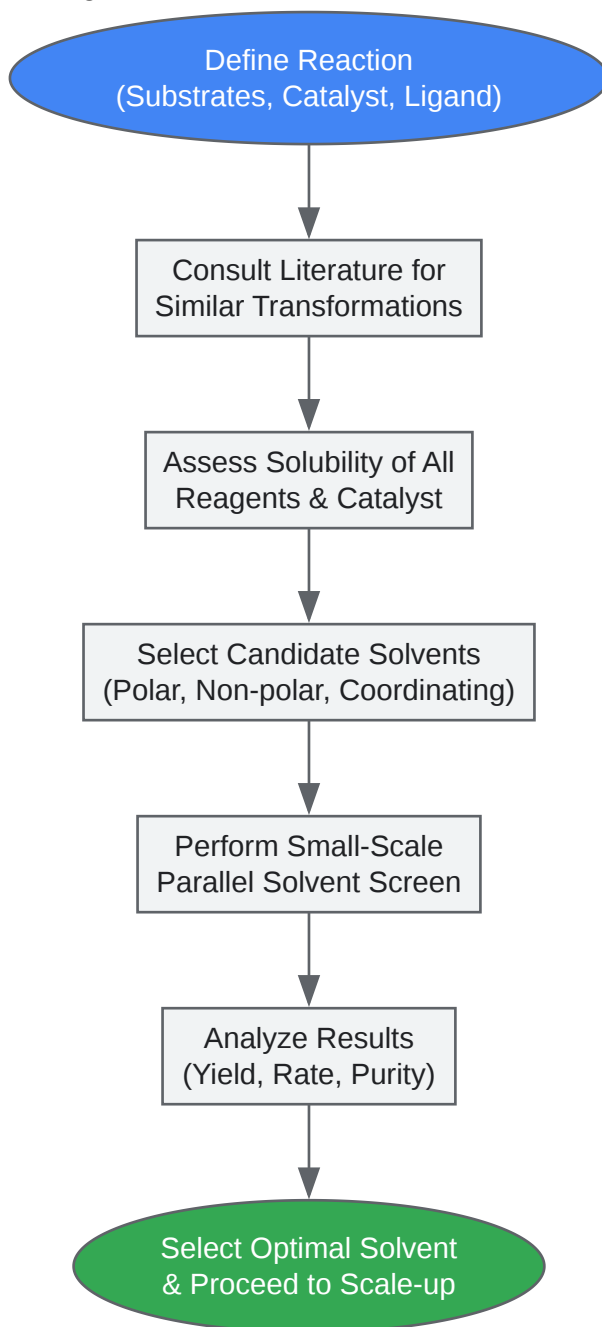 Define Reaction
(Substrates, Catalyst, Ligand)
Consult Literature for
Similar Transformations
Assess Solubility of All
Reagents & Catalyst
Select Candidate Solvents
(Polar, Non-polar, Coordinating)
Perform Small-Scale
Parallel Solvent Screen
Analyze Results
(Yield, Rate, Purity)
Select Optimal Solvent
& Proceed to Scale-up